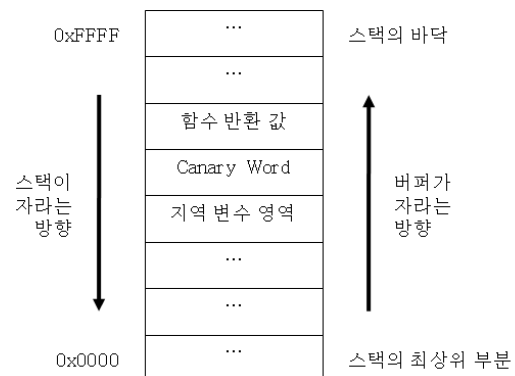 0xFFFF
...
스택의 바닥
...
함수 반환 값
Canary Word
지역 변수 영역
...
...
...
스택이
자라는
방향
버퍼가
자라는
방향
0x0000
스택의 최상위 부분